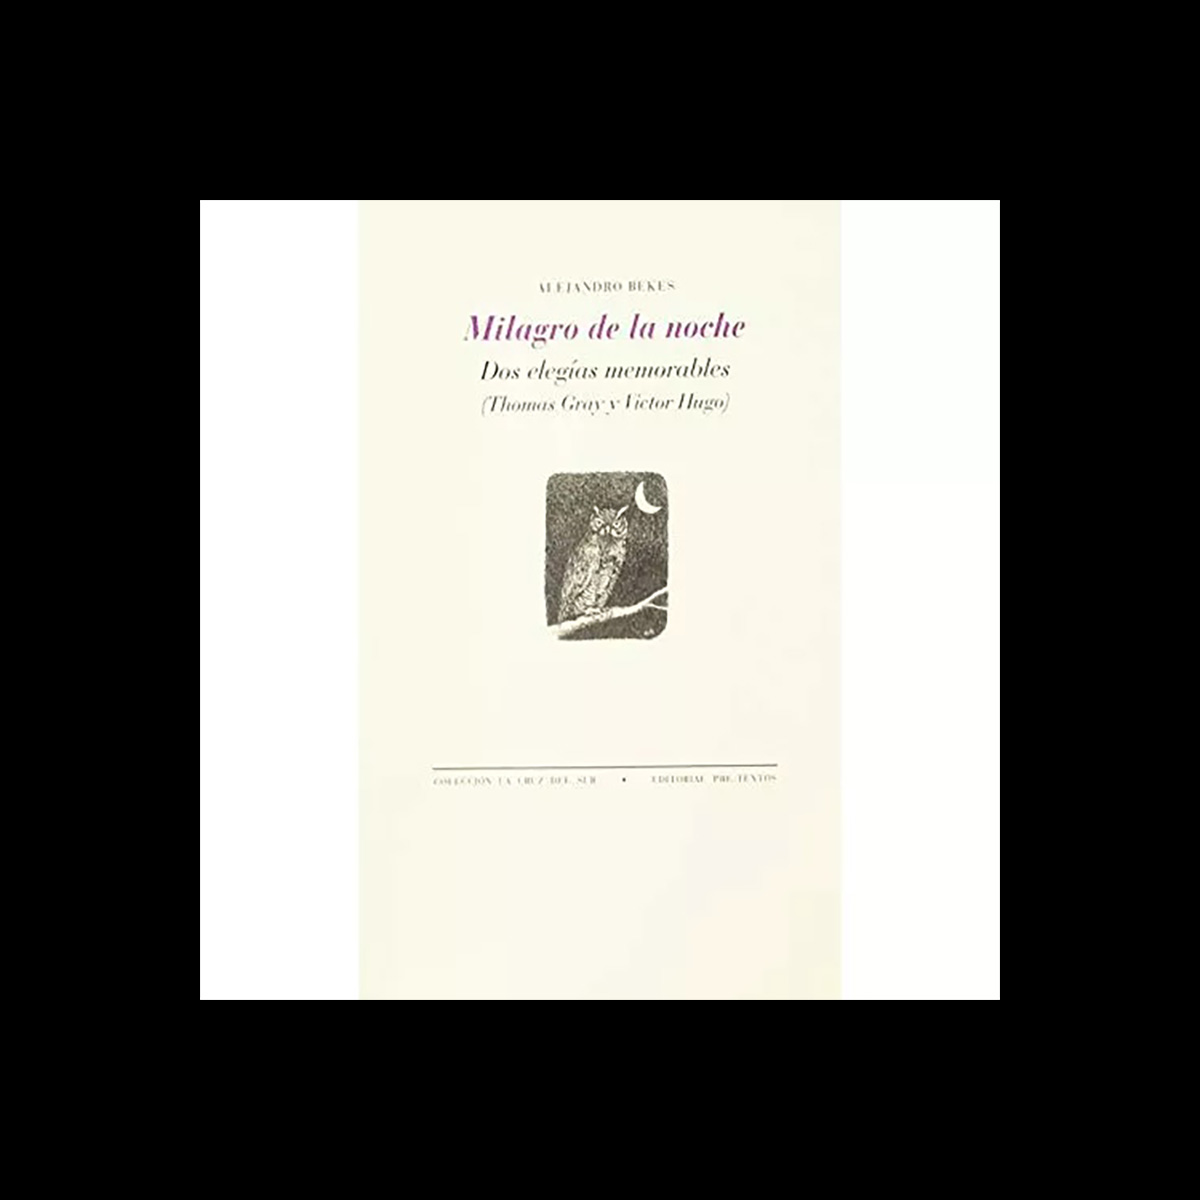 ALEJANDRO BEKES
Milagro de la noche
Dos elegías memorables
(Thomas Gray y Victor Hugo)
COLECCIÓN LA CRUZ DEL SUR • EDITORIAL PRE-TEXTOS